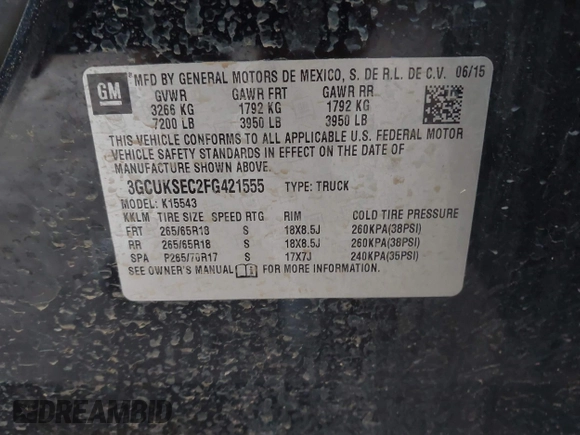 GM
MFD BY GENERAL MOTORS DE MEXICO, S. DE R.L. DE C.V. 06/15
GVWR GAWR FRT GAWR RR
3266 KG 1792 KG 1792 KG
7200 LB 3950 LB 3950 LB
THIS VEHICLE CONFORMS TO ALL APPLICABLE U.S. FEDERAL MOTOR
VEHICLE SAFETY STANDARDS IN EFFECT ON THE DATE OF
MANUFACTURE SHOWN ABOVE.
3GCUKSEC2FG421555 TYPE: TRUCK
MODEL: K15543
KKLM TIRE SIZE SPEED RTG RIM COLD TIRE PRESSURE
FRT 265/65R18 S 18X8.5J 260KPA(38PSI)
RR 265/65R18 S 18X8.5J 260KPA(38PSI)
SPA P265/70R17 S 17X7J 240KPA(35PSI)
SEE OWNER'S MANUAL FOR MORE INFORMATION
DREAMBID